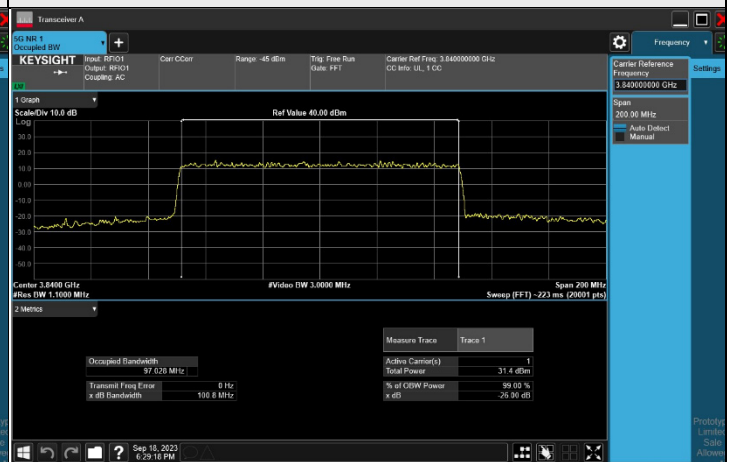 Transceiver A
5G NR 1
Occupied BW
Frequency
KEYSIGHT
Input: RFIO1
Output: RFIO1
Coupling: AC
Corr CCorr
Range: -45 dBm
Trig: Free Run
Gate: FFT
Carrier Ref Freq: 3.840000000 GHz
CC Info: UL, 1 CC
Carrier Reference
Frequency
3.840000000 GHz
Settings
Span
200.00 MHz
Auto Detect
Manual
1 Graph
Scale/Div 10.0 dB
Ref Value 40.00 dBm
Log
30.0
20.0
10.0
0.00
-10.0
-20.0
-30.0
-40.0
-50.0
Center 3.8400 GHz
#Video BW 3.0000 MHz
Span 200 MHz
#Res BW 1.1000 MHz
Sweep (FFT) ~223 ms (20001 pts)
2 Metrics
Measure Trace
Trace 1
Occupied Bandwidth
97.028 MHz
Active Carrier(s) 1
Total Power 31.4 dBm
Transmit Freq Error 0 Hz
x dB Bandwidth 100.8 MHz
% of OBW Power 99.00 %
x dB -26.00 dB
Prototyp
Limited
Sale
Allowe
?
Sep 18, 2023
6:29:18 PM